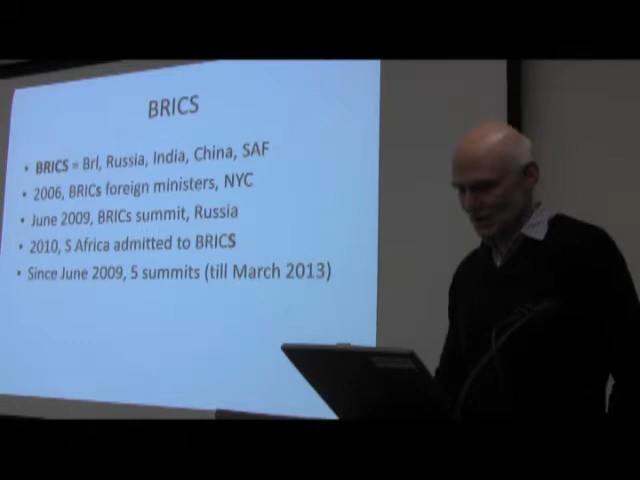 BRICS
• BRICS = Brl, Russia, India, China, SAF
• 2006, BRICs foreign ministers, NYC
• June 2009, BRICs summit, Russia
• 2010, S Africa admitted to BRICS
• Since June 2009, 5 summits (till March 2013)